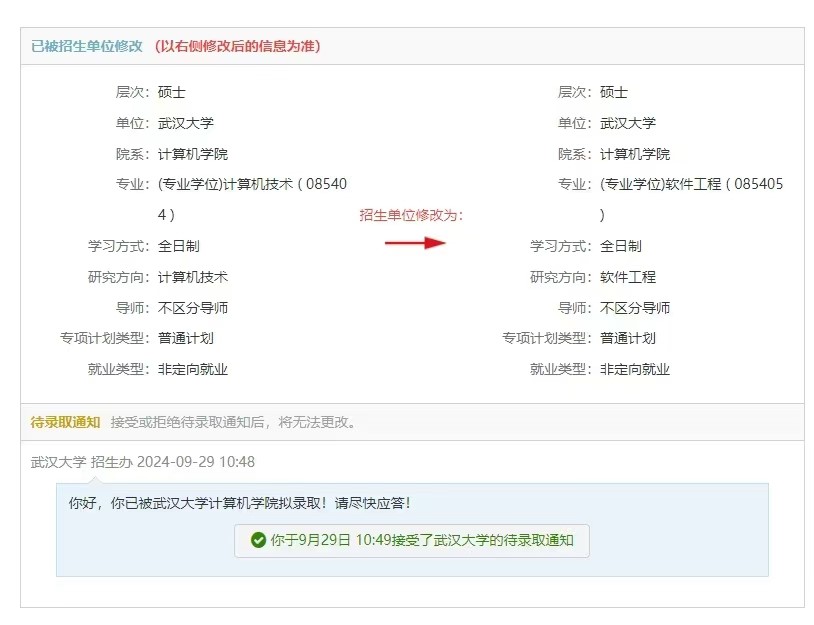 已被招生单位修改 (以右侧修改后的信息为准)
层次：硕士
单位：武汉大学
院系：计算机学院
专业：(专业学位)计算机技术 ( 08540
4 )
学习方式：全日制
研究方向：计算机技术
导师：不区分导师
专项计划类型：普通计划
就业类型：非定向就业
招生单位修改为：
层次：硕士
单位：武汉大学
院系：计算机学院
专业：(专业学位)软件工程 ( 085405
)
学习方式：全日制
研究方向：软件工程
导师：不区分导师
专项计划类型：普通计划
就业类型：非定向就业
待录取通知 接受或拒绝待录取通知后，将无法更改。
武汉大学 招生办 2024-09-29 10:48
你好，你已被武汉大学计算机学院拟录取！请尽快应答！
你于9月29日 10:49接受了武汉大学的待录取通知